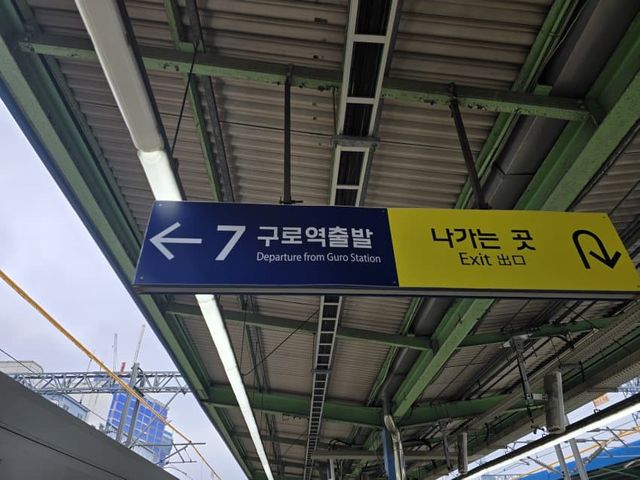 ← 7 구로역출발
Departure from Guro Station
나가는 곳
Exit 出口